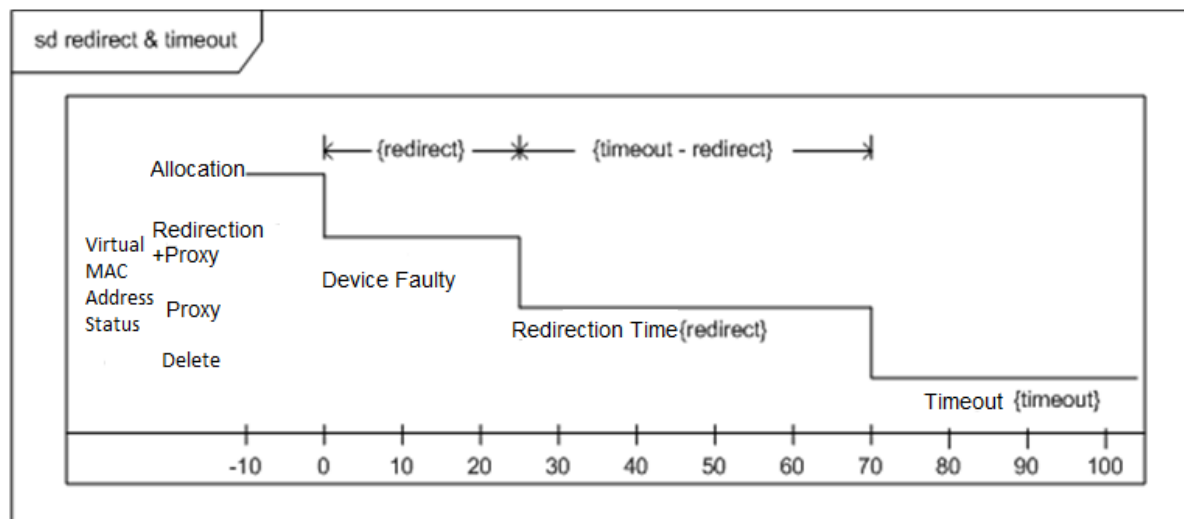 sd redirect & timeout
{redirect}
{timeout - redirect}
Allocation
Redirection
+Proxy
Virtual
MAC
Address
Status
Device Faulty
Proxy
Redirection Time{redirect}
Delete
Timeout {timeout}
-10 0 10 20 30 40 50 60 70 80 90 100